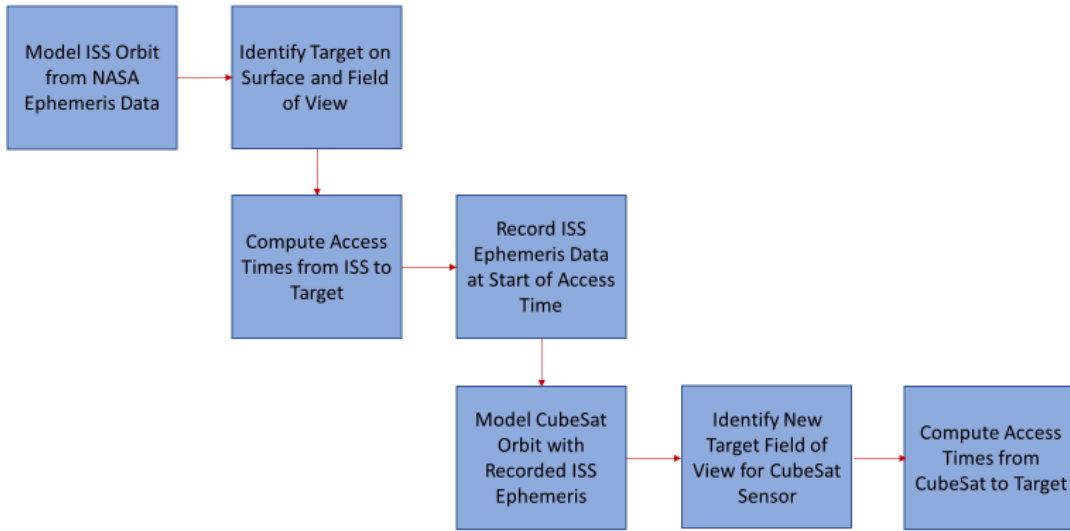 Model ISS Orbit
from NASA
Ephemeris Data
Identify Target on
Surface and Field
of View
Compute Access
Times from ISS to
Target
Record ISS
Ephemeris Data
at Start of Access
Time
Model CubeSat
Orbit with
Recorded ISS
Ephemeris
Identify New
Target Field of
View for CubeSat
Sensor
Compute Access
Times from
CubeSat to Target